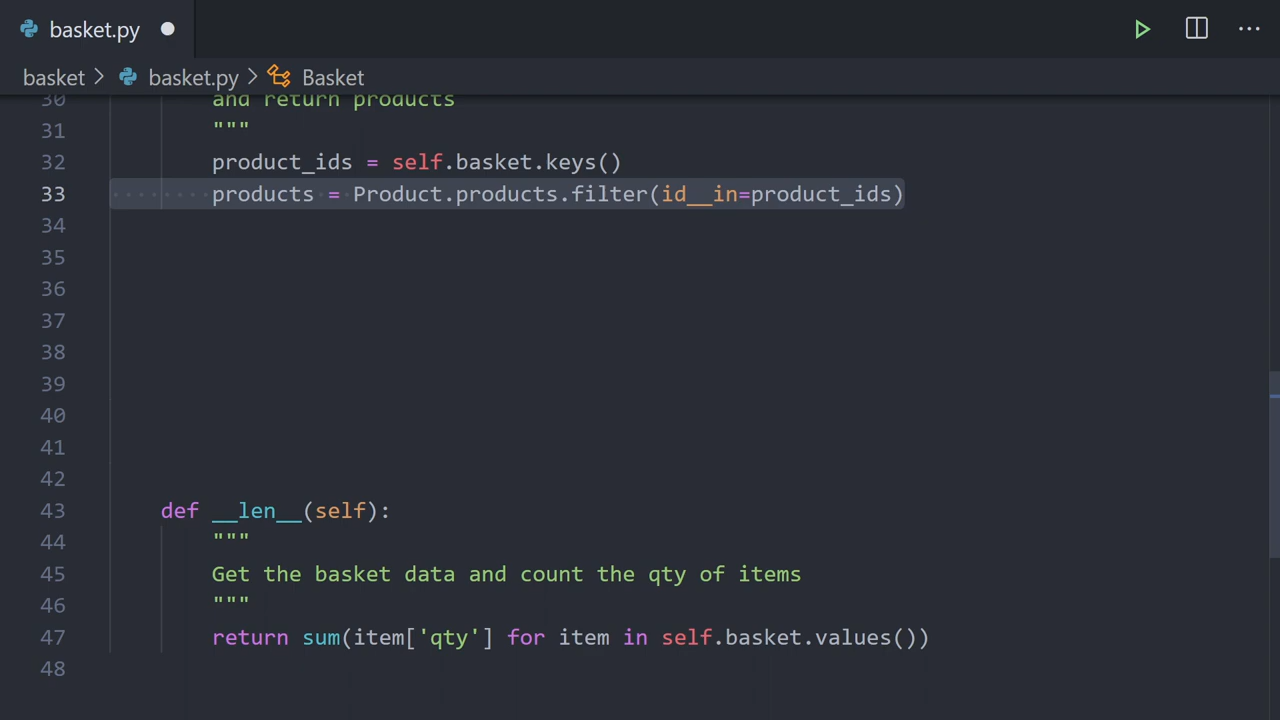 basket.py
basket > basket.py > Basket
30 and return products
31 """
32 product_ids = self.basket.keys()
33 products = Product.products.filter(id__in=product_ids)
34
35
36
37
38
39
40
41
42
43 def __len__(self):
44 """
45 Get the basket data and count the qty of items
46 """
47 return sum(item['qty'] for item in self.basket.values())
48